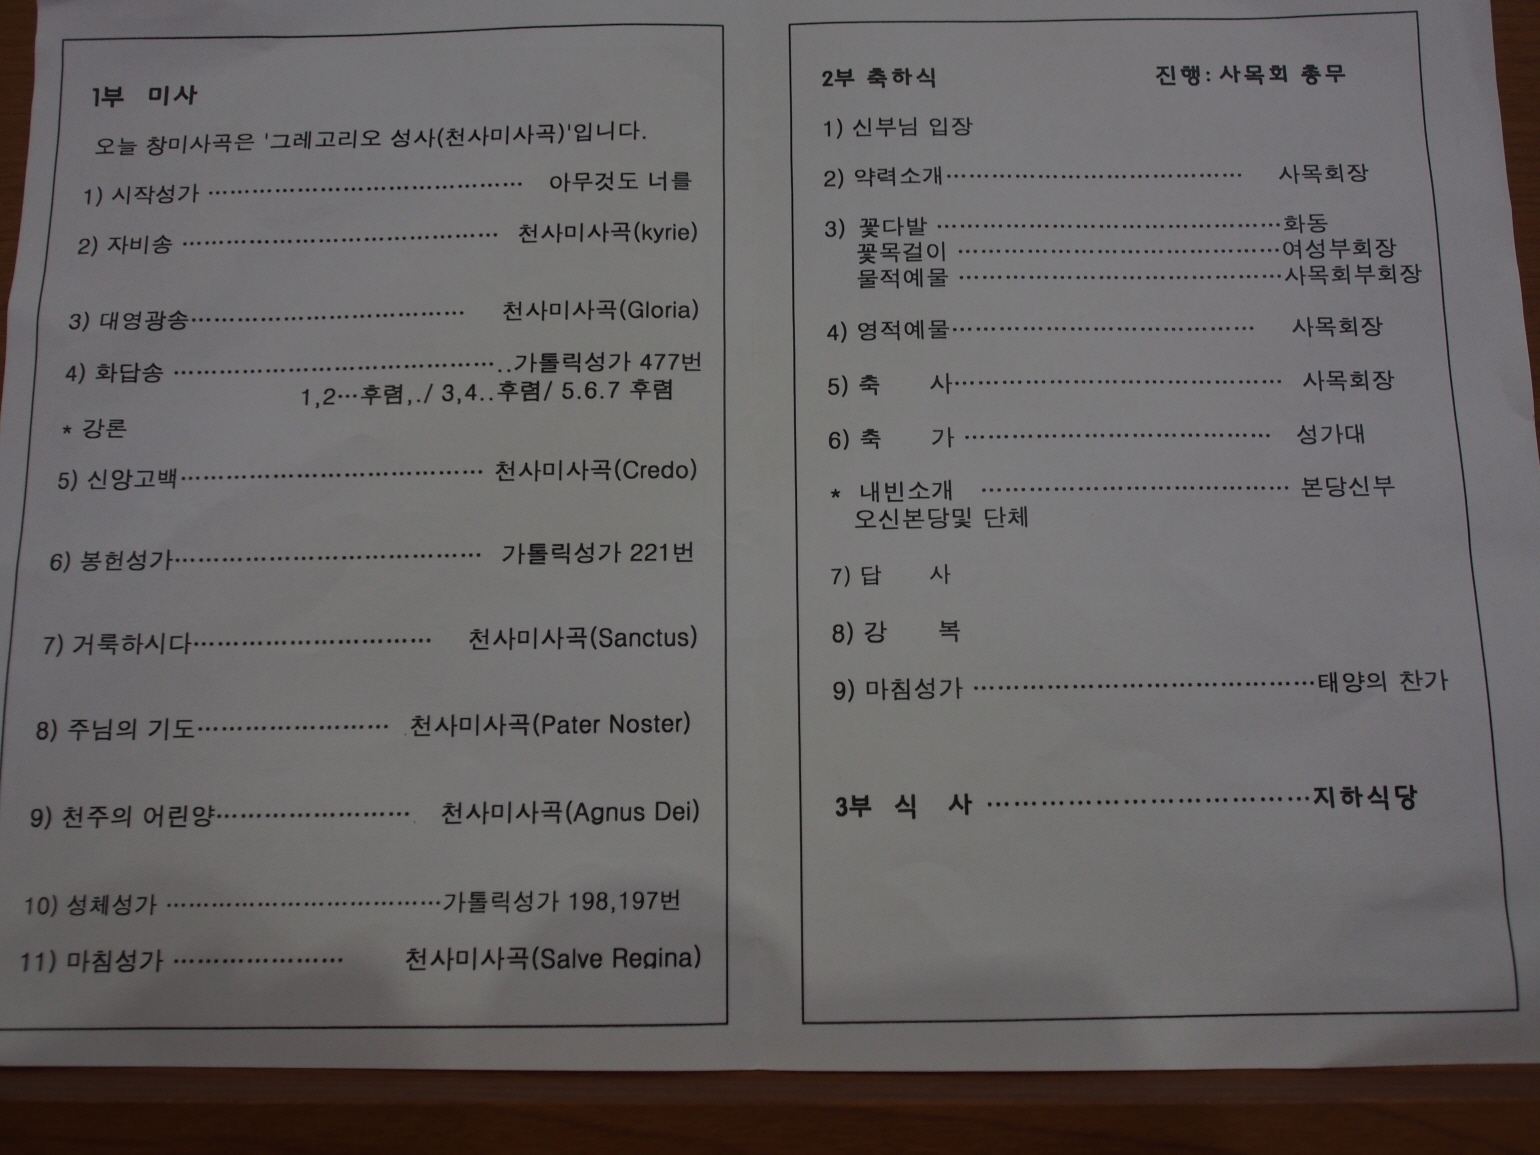 1부 미사
오늘 창미사곡은 '그레고리오 성사(천사미사곡)'입니다.
1) 시작성가 ······································· 아무것도 너를
2) 자비송 ······································· 천사미사곡(kyrie)
3) 대영광송·································· 천사미사곡(Gloria)
4) 화답송 ········································..가톨릭성가 477번
1,2···후렴,./ 3,4..후렴/ 5.6.7 후렴
* 강론
5) 신앙고백····································· 천사미사곡(Credo)
6) 봉헌성가······································ 가톨릭성가 221번
7) 거룩하시다····························· 천사미사곡(Sanctus)
8) 주님의 기도························ 천사미사곡(Pater Noster)
9) 천주의 어린양························ 천사미사곡(Agnus Dei)
10) 성체성가 ··································가톨릭성가 198,197번
11) 마침성가 ····················· 천사미사곡(Salve Regina)
2부 축하식 진행: 사목회 총무
1) 신부님 입장
2) 약력소개····································· 사목회장
3) 꽃다발 ···········································화동
꽃목걸이 ········································여성부회장
물적예물 ········································사목회부회장
4) 영적예물····································· 사목회장
5) 축 사········································ 사목회장
6) 축 가 ······································ 성가대
* 내빈소개 ······································ 본당신부
오신본당및 단체
7) 답 사
8) 강 복
9) 마침성가 ··········································태양의 찬가
3부 식 사 ····································지하식당